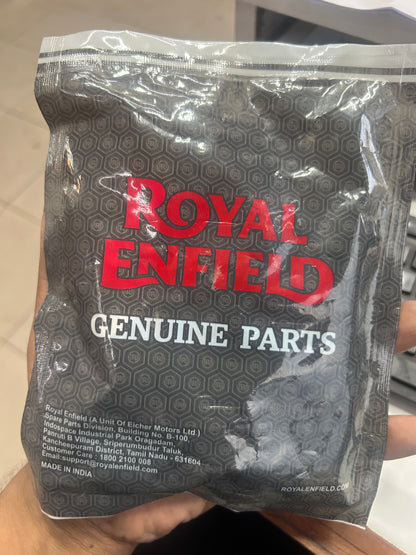 ROYAL
ENFIELD
GENUINE PARTS
Royal Enfield (A Unit Of Eicher Motors Ltd.)
Spare Parts Division, Building No. B-100,
Indospace Industrial Park Oragadam,
Panruti B Village, Sriperumbudur Taluk
Kancheepuram District, Tamil Nadu - 631604
Customer Care : 1800 2100 008
Email: support@royalenfield.com
MADE IN INDIA
ROYALENFIELD.COM